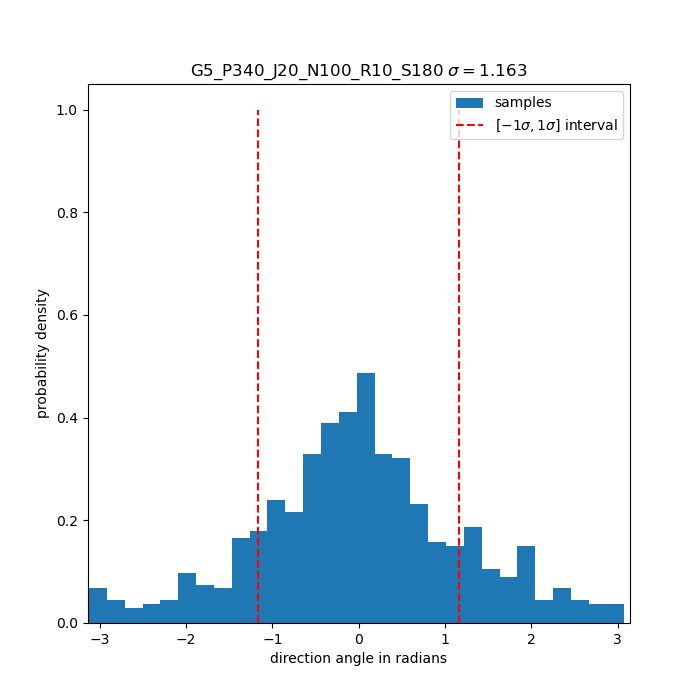 G5_P340_J20_N100_R10_S180 σ = 1.163
samples
[−1σ, 1σ] interval
1.0
0.8
0.6
0.4
0.2
0.0
probability density
−3 −2 −1 0 1 2 3
direction angle in radians